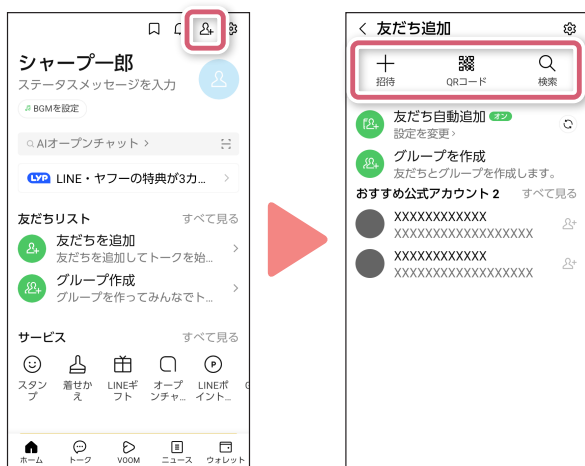 シャープ一郎
ステータスメッセージを入力
BGMを設定
AIオープンチャット >
LYP LINE・ヤフーの特典が3カ... >
友だちリスト すべて見る
友だちを追加
友だちを追加してトークを始...
グループ作成
グループを作ってみんなでト...
サービス すべて見る
スタンプ
着せかえ
LINEギフト
オープンチャ...
LINEポイント...
ホーム トーク VOOM ニュース ウォレット
< 友だち追加
招待 QRコード 検索
友だち自動追加 オン
設定を変更 >
グループを作成
友だちとグループを作成します。
おすすめ公式アカウント 2 すべて見る
XXXXXXXXXXXX
XXXXXXXXXXXXXXXXXX
XXXXXXXXXXXX
XXXXXXXXXXXXXXXXXX